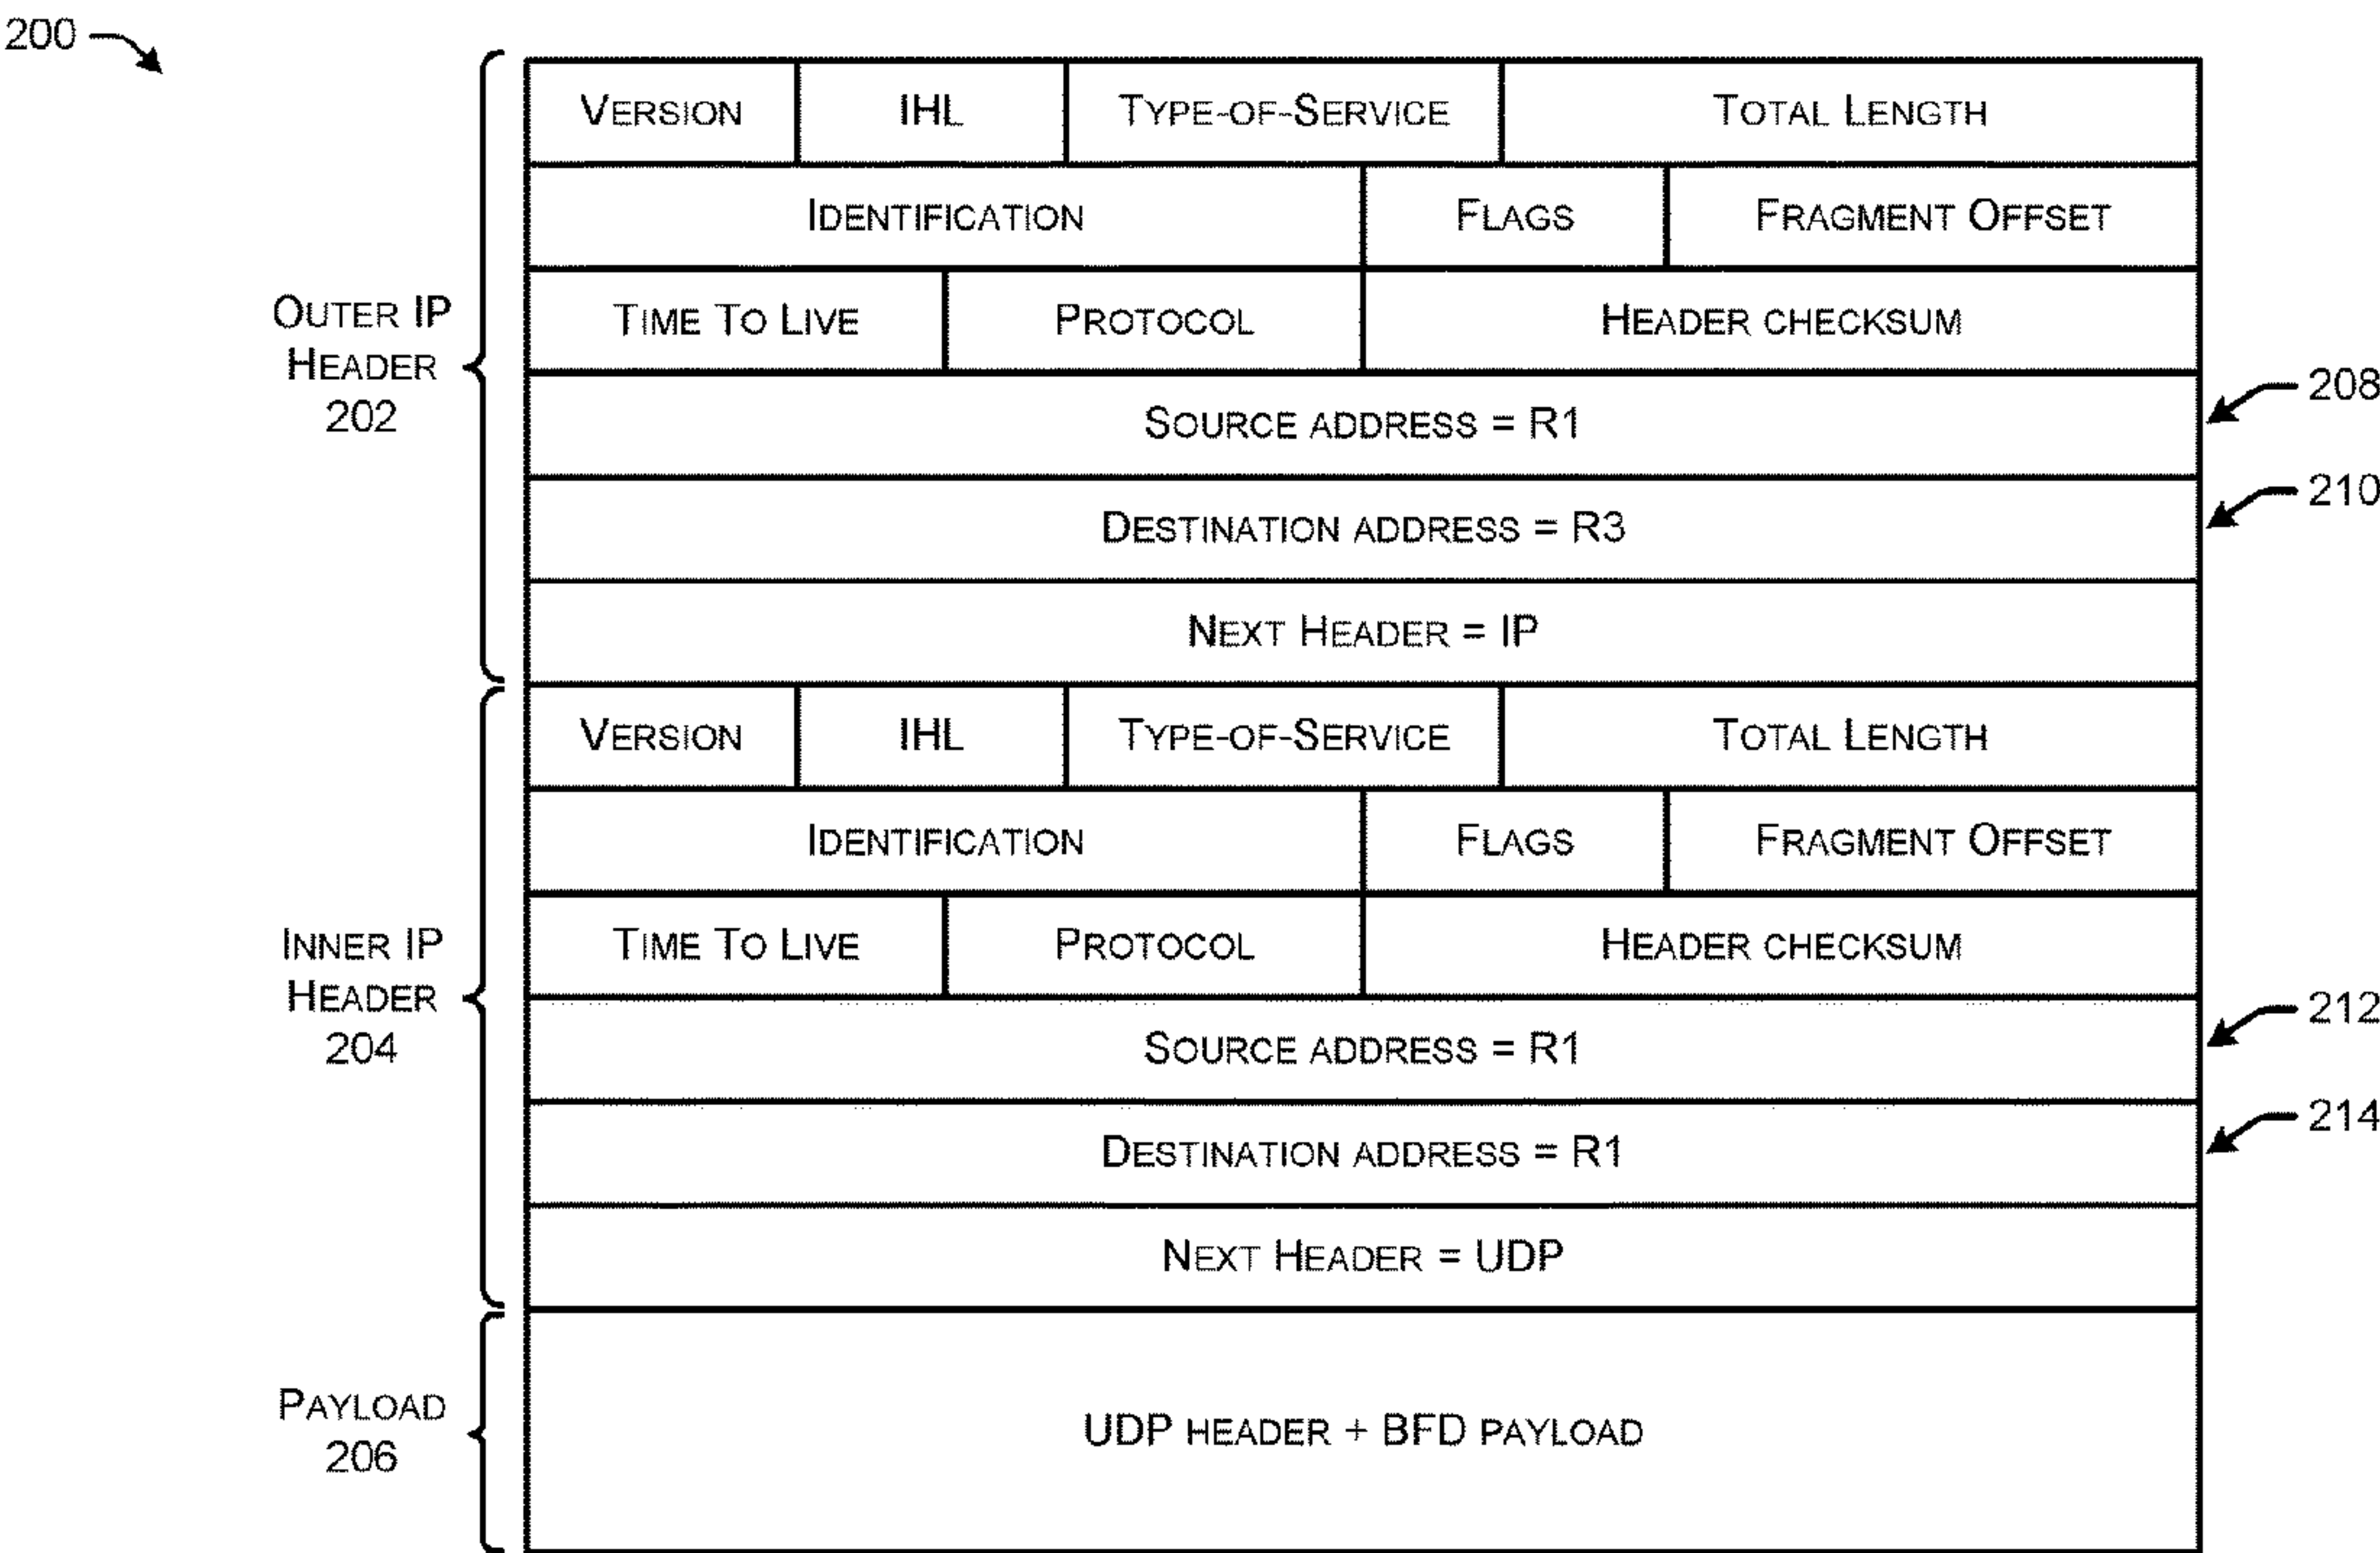 200
VERSION IHL TYPE-OF-SERVICE TOTAL LENGTH
IDENTIFICATION FLAGS FRAGMENT OFFSET
OUTER IP
HEADER
202
TIME TO LIVE PROTOCOL HEADER CHECKSUM
SOURCE ADDRESS = R1
208
DESTINATION ADDRESS = R3
210
NEXT HEADER = IP
VERSION IHL TYPE-OF-SERVICE TOTAL LENGTH
IDENTIFICATION FLAGS FRAGMENT OFFSET
INNER IP
HEADER
204
TIME TO LIVE PROTOCOL HEADER CHECKSUM
SOURCE ADDRESS = R1
212
DESTINATION ADDRESS = R1
214
NEXT HEADER = UDP
PAYLOAD
206
UDP HEADER + BFD PAYLOAD